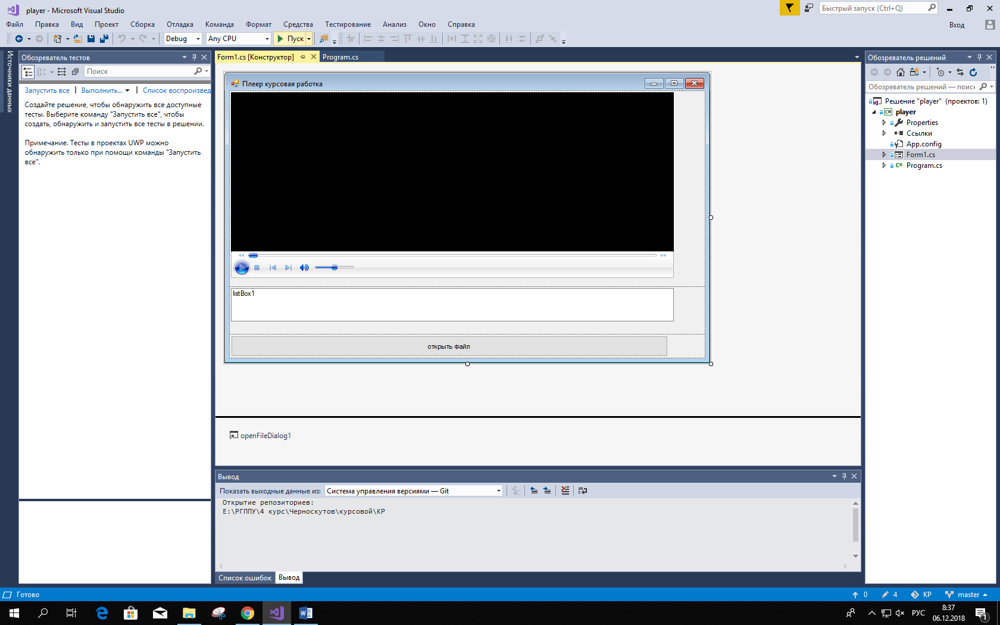 player - Microsoft Visual Studio
Быстрый запуск (Ctrl+Q)
Файл Правка Вид Проект Сборка Отладка Команда Формат Средства Тестирование Анализ Окно Справка
Вход
Debug Any CPU Пуск
Источники данных
Обозреватель тестов
Поиск
Запустить все | Выполнить... | Список воспроизвед
Создайте решение, чтобы обнаружить все доступные
тесты. Выберите команду "Запустить все", чтобы
создать, обнаружить и запустить все тесты в решении.
Примечание. Тесты в проектах UWP можно
обнаружить только при помощи команды "Запустить
все".
Form1.cs [Конструктор] Program.cs
Плеер курсовая работка
listBox1
открыть файл
openFileDialog1
Вывод
Показать выходные данные из: Система управления версиями — Git
Открытие репозиториев:
E:\РГППУ\4 курс\Черноскутов\курсовой\КР
Список ошибок Вывод
Обозреватель решений
Обозреватель решений — поис
Решение "player" (проектов: 1)
player
Properties
Ссылки
App.config
Form1.cs
Program.cs
Готово
0 4 КР master
РУС
8:37
06.12.2018
1